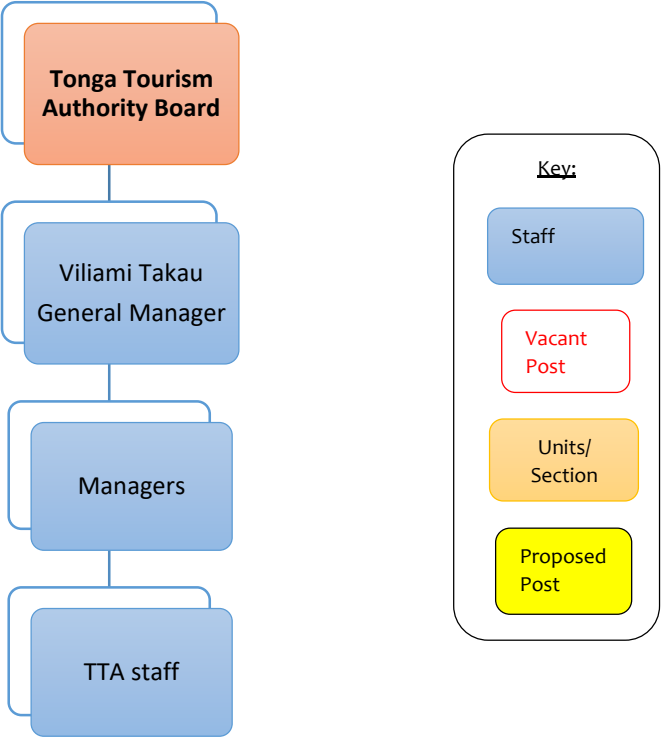 Tonga Tourism
Authority Board
Viliami Takau
General Manager
Managers
TTA staff
Key:
Staff
Vacant
Post
Units/
Section
Proposed
Post